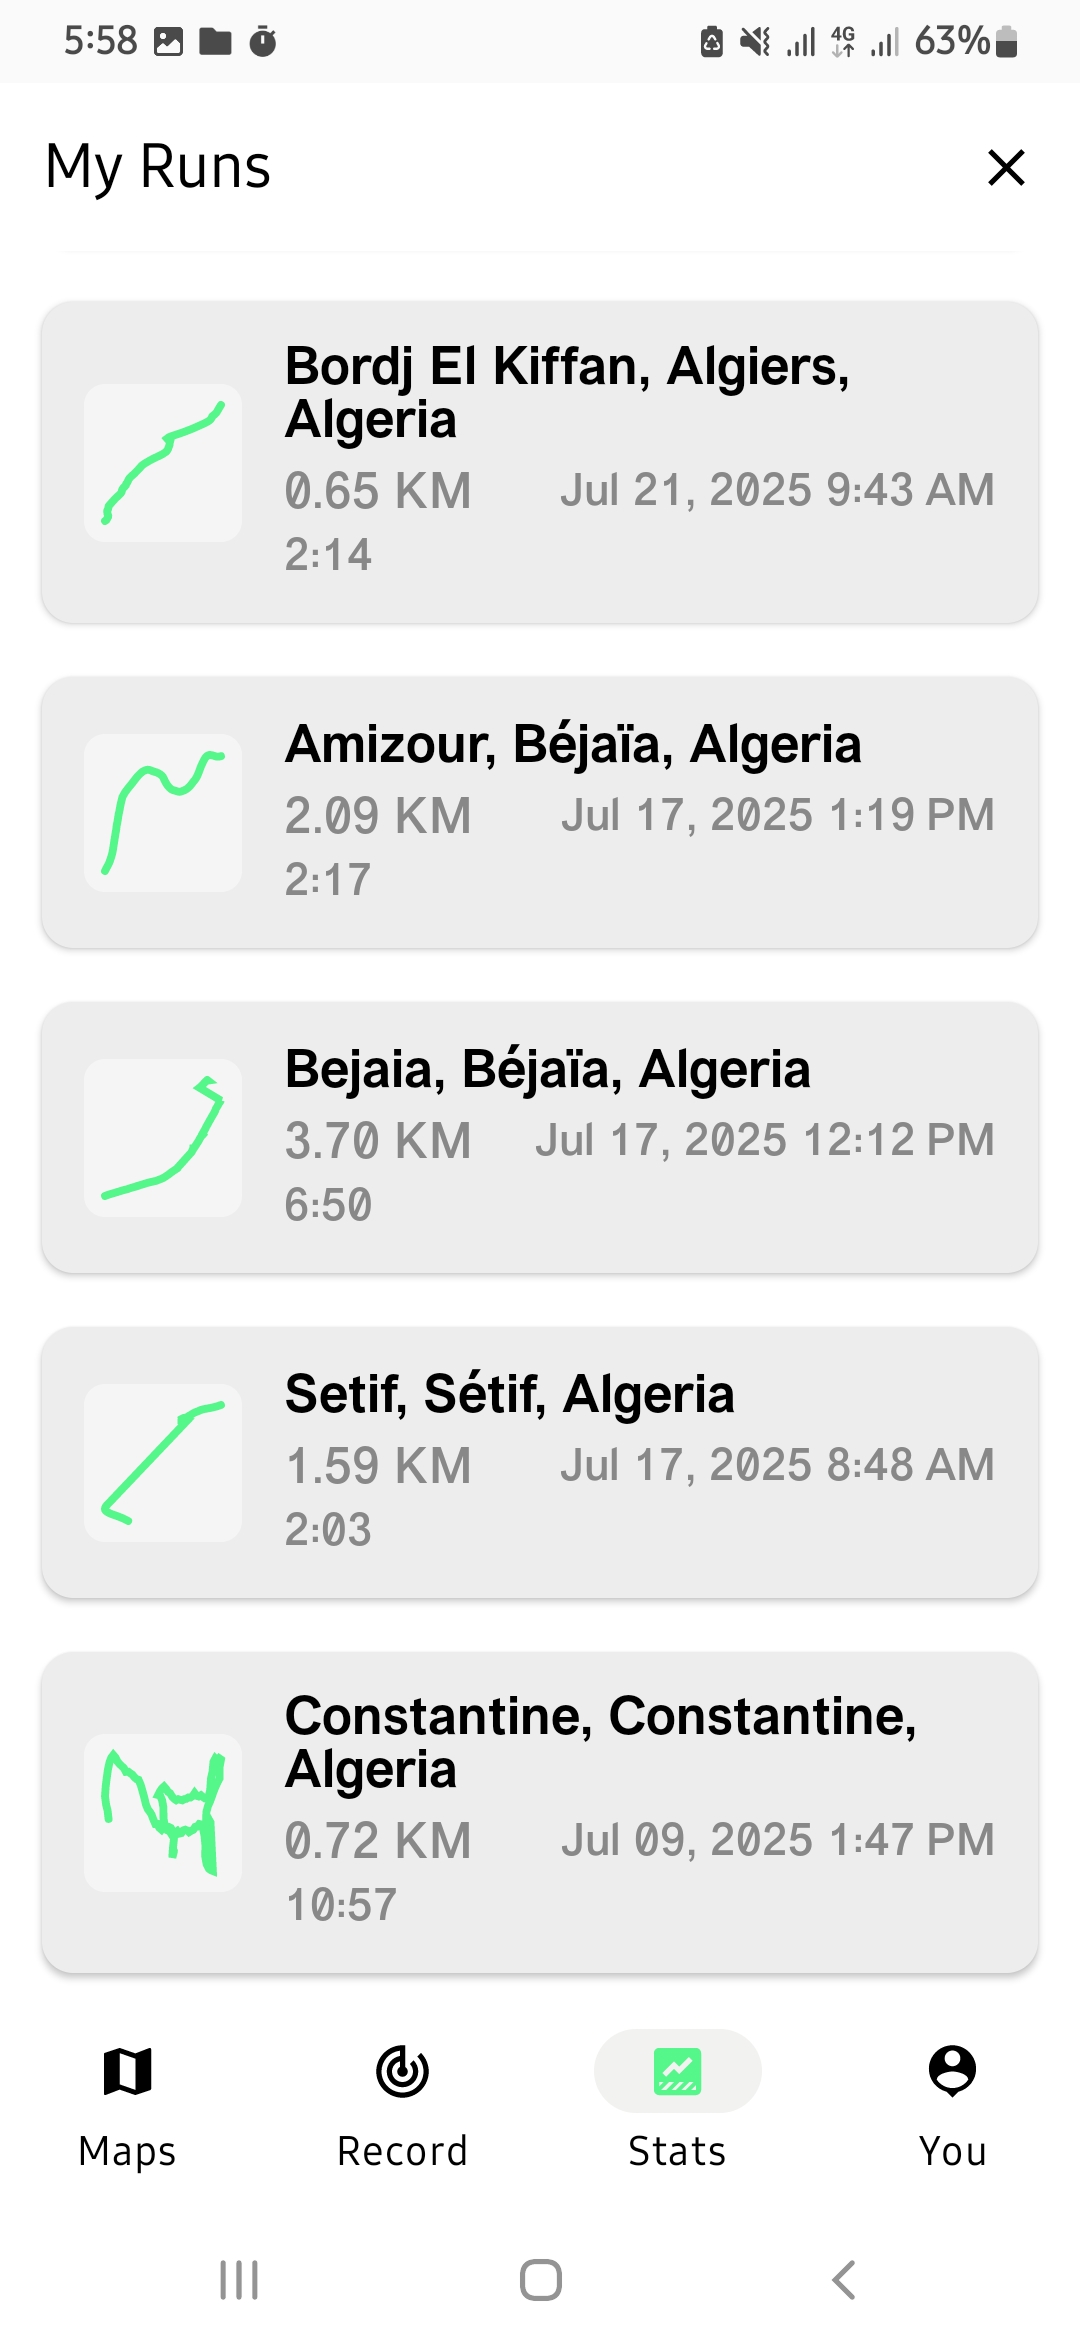 5:58
4G
63%
My Runs
Bordj El Kiffan, Algiers,
Algeria
0.65 KM
Jul 21, 2025 9:43 AM
2:14
Amizour, Béjaïa, Algeria
2.09 KM
Jul 17, 2025 1:19 PM
2:17
Bejaia, Béjaïa, Algeria
3.70 KM
Jul 17, 2025 12:12 PM
6:50
Setif, Sétif, Algeria
1.59 KM
Jul 17, 2025 8:48 AM
2:03
Constantine, Constantine,
Algeria
0.72 KM
Jul 09, 2025 1:47 PM
10:57
Maps
Record
Stats
You